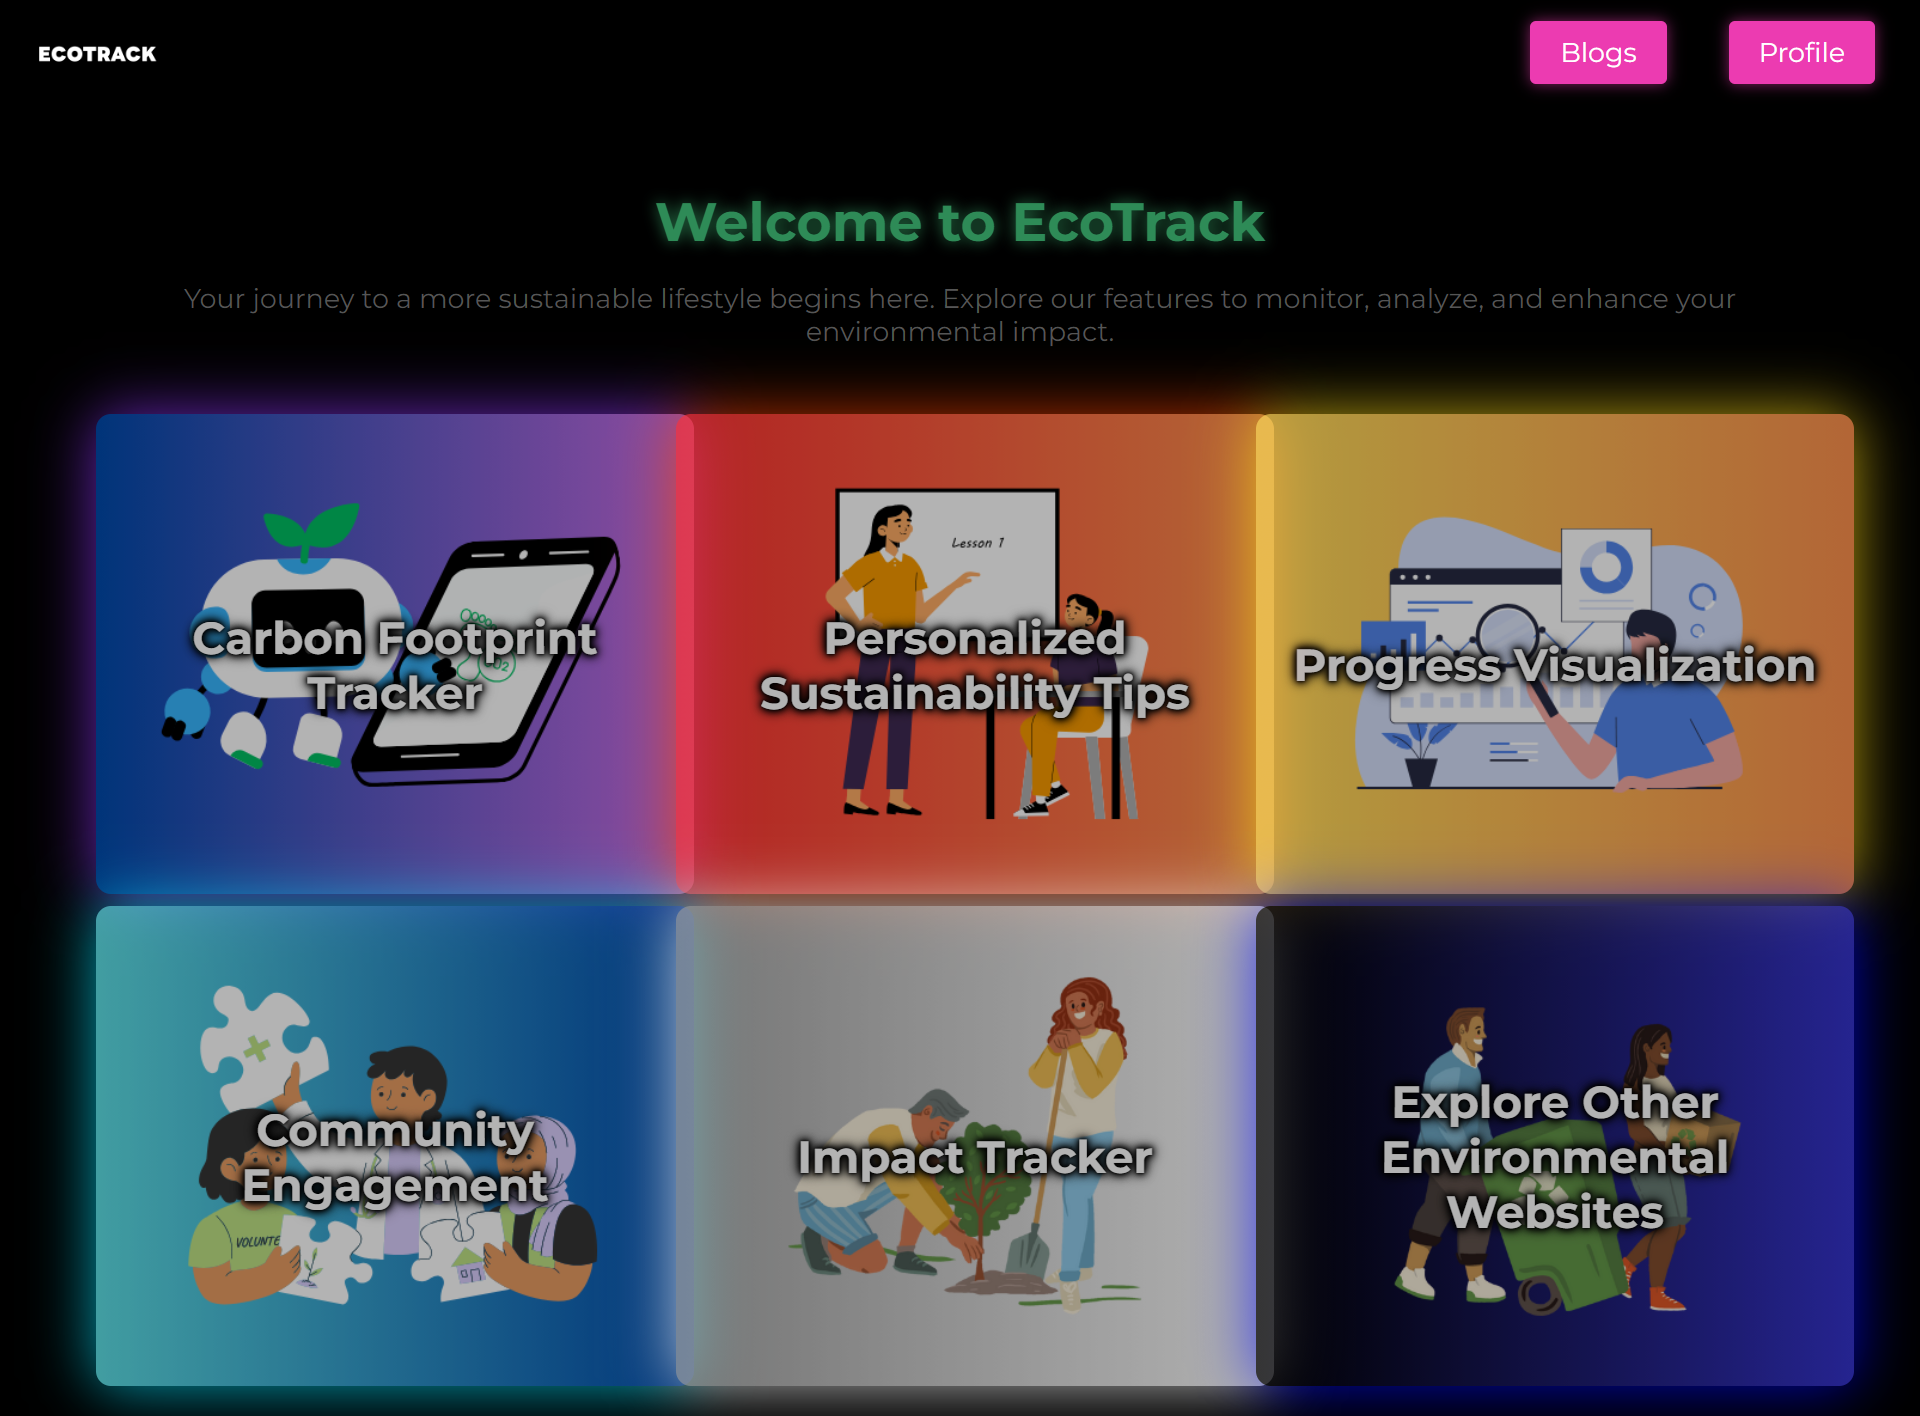 ECOTRACK
Blogs
Profile
Welcome to EcoTrack
Your journey to a more sustainable lifestyle begins here. Explore our features to monitor, analyze, and enhance your
environmental impact.
Carbon Footprint
Tracker
Lesson 1
Personalized
Sustainability Tips
Progress Visualization
Community
Engagement
VOLUNTE
Impact Tracker
Explore Other
Environmental
Websites